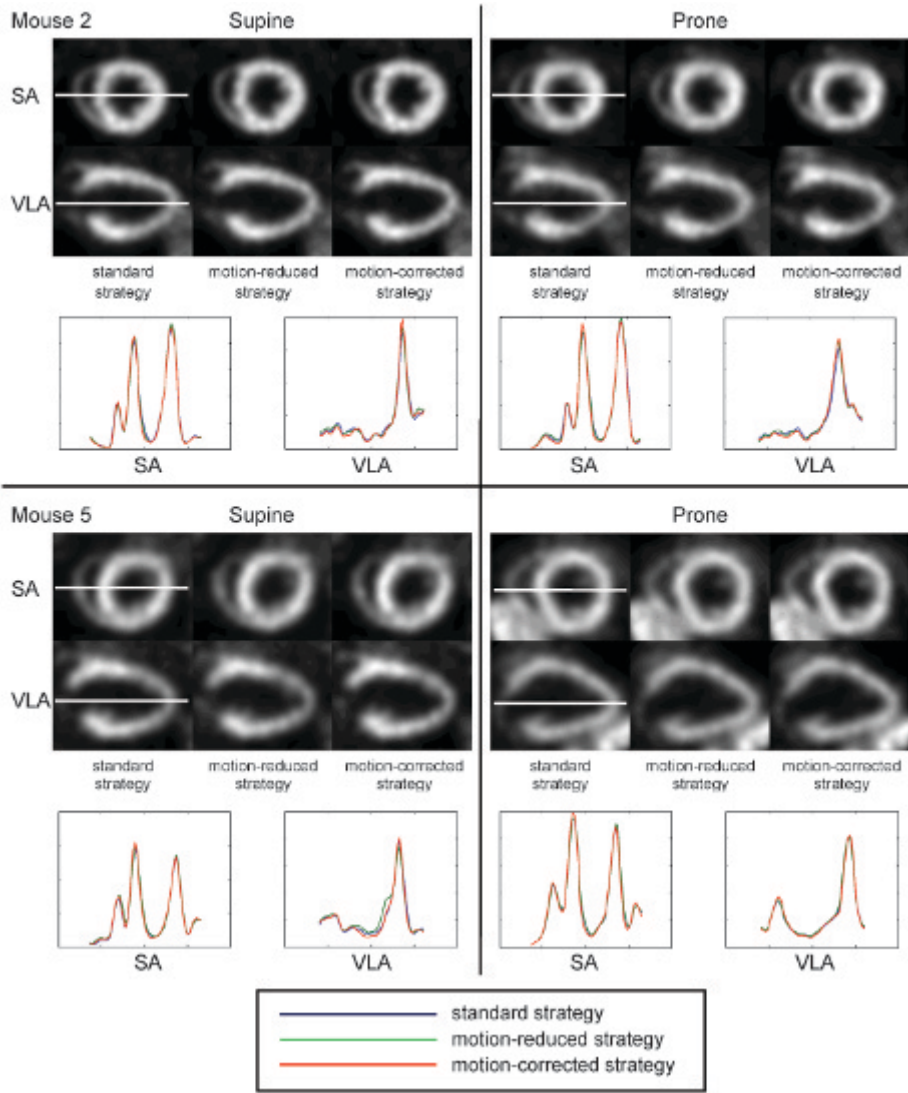 Mouse 2
Supine
Prone
SA
VLA
standard strategy
motion-reduced strategy
motion-corrected strategy
standard strategy
motion-reduced strategy
motion-corrected strategy
SA
VLA
SA
VLA
Mouse 5
Supine
Prone
SA
VLA
standard strategy
motion-reduced strategy
motion-corrected strategy
standard strategy
motion-reduced strategy
motion-corrected strategy
SA
VLA
SA
VLA
standard strategy
motion-reduced strategy
motion-corrected strategy